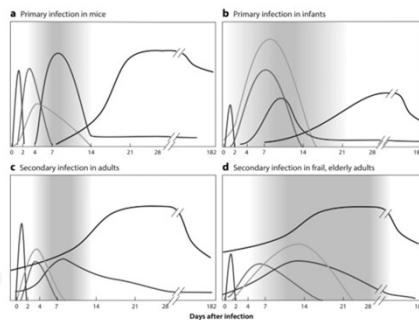 a Primary infection in mice
b Primary infection in infants
0 2 4 7 14 21 28 182
0 2 7 14 21 28 182
c Secondary infection in adults
d Secondary infection in frail, elderly adults
0 2 4 7 14 21 28 182
0 2 7 14 21 28 182
Days after infection